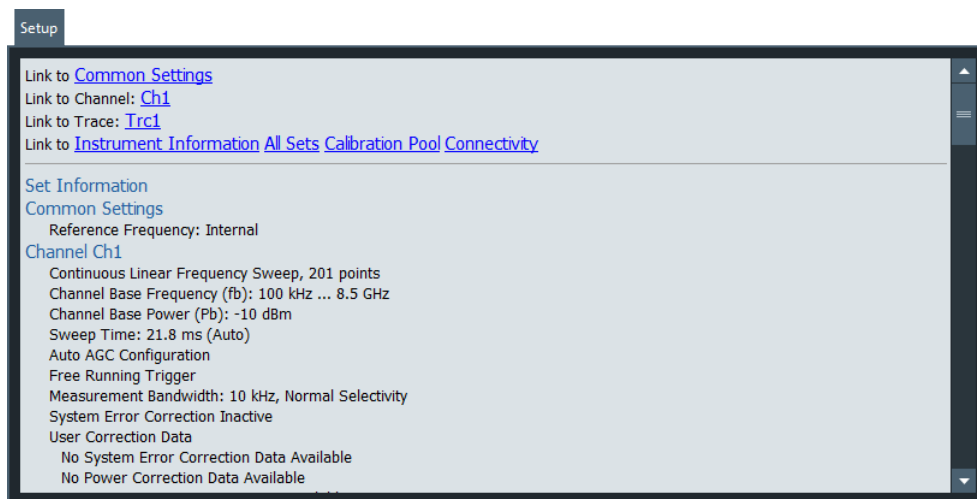 Setup
Link to Common Settings
Link to Channel: Ch1
Link to Trace: Trc1
Link to Instrument Information All Sets Calibration Pool Connectivity
Set Information
Common Settings
Reference Frequency: Internal
Channel Ch1
Continuous Linear Frequency Sweep, 201 points
Channel Base Frequency (fb): 100 kHz ... 8.5 GHz
Channel Base Power (Pb): -10 dBm
Sweep Time: 21.8 ms (Auto)
Auto AGC Configuration
Free Running Trigger
Measurement Bandwidth: 10 kHz, Normal Selectivity
System Error Correction Inactive
User Correction Data
No System Error Correction Data Available
No Power Correction Data Available